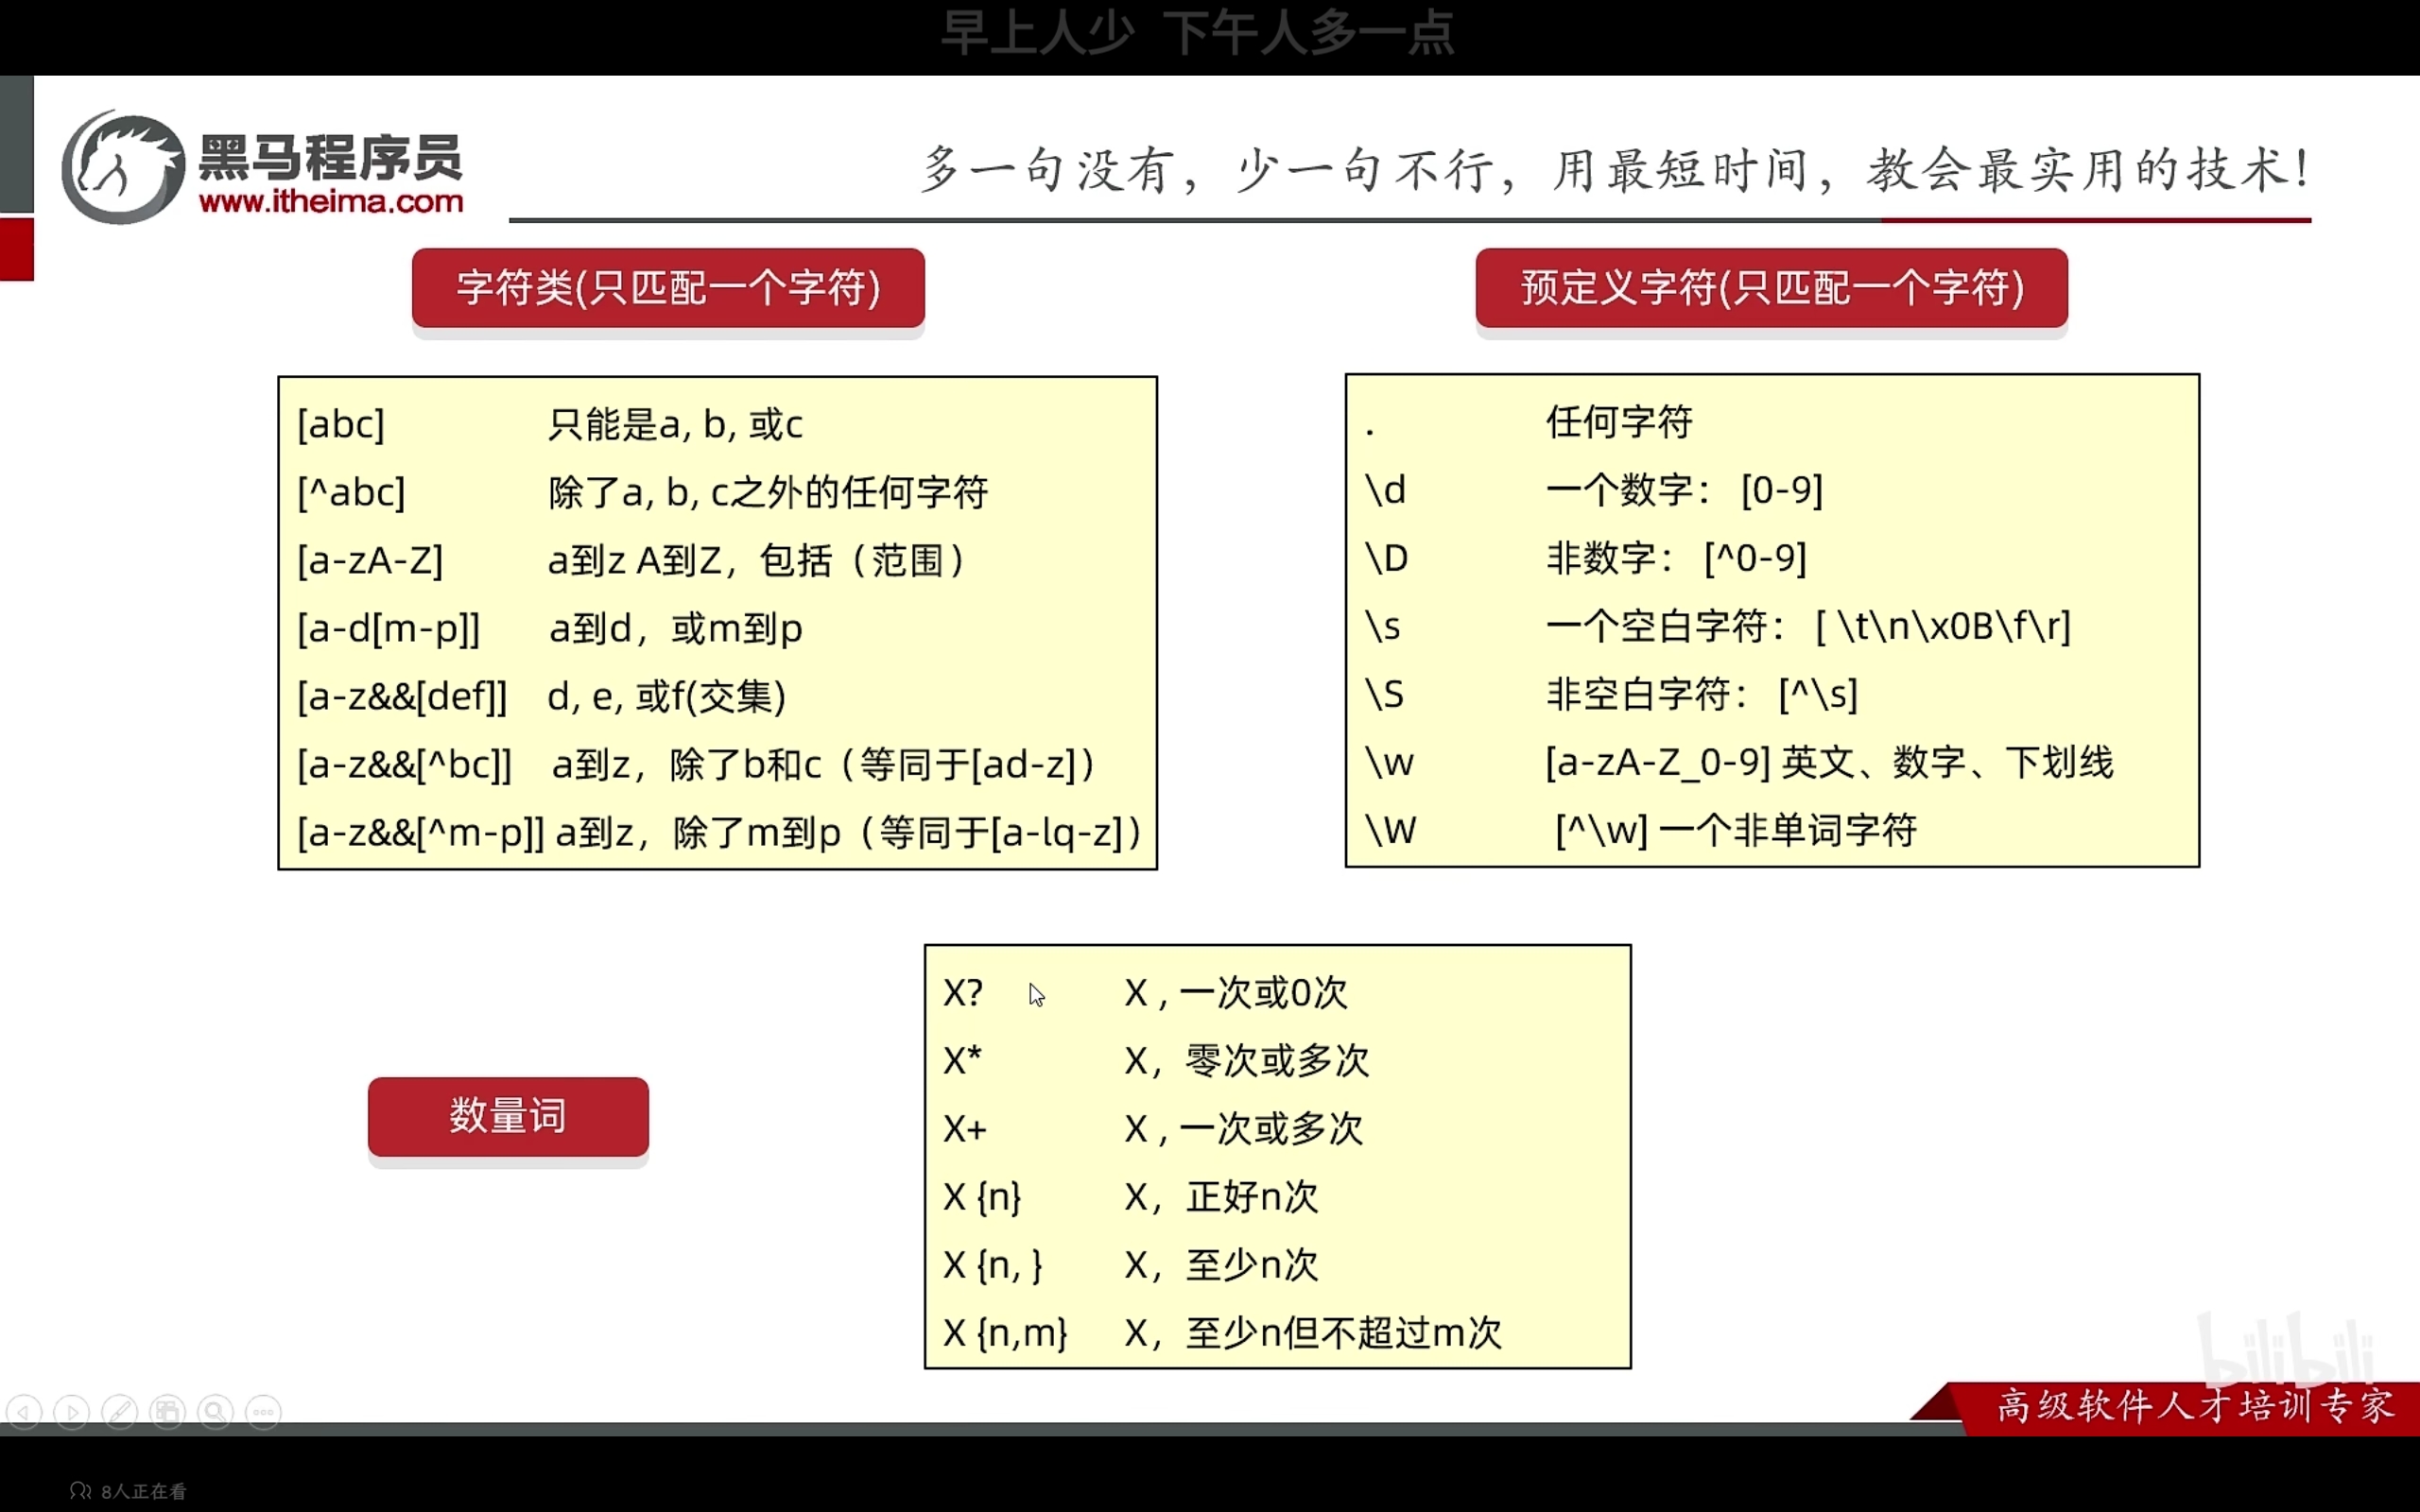 早上人少 下午人多一点
黑马程序员
www.itheima.com
多一句没有，少一句不行，用最短时间，教会最实用的技术！
字符类(只匹配一个字符)
[abc] 只能是a, b, 或c
[^abc] 除了a, b, c之外的任何字符
[a-zA-Z] a到z A到Z，包括（范围）
[a-d[m-p]] a到d，或m到p
[a-z&&[def]] d, e, 或f(交集)
[a-z&&[^bc]] a到z，除了b和c（等同于[ad-z]）
[a-z&&[^m-p]] a到z，除了m到p（等同于[a-lq-z]）
预定义字符(只匹配一个字符)
. 任何字符
\d 一个数字： [0-9]
\D 非数字： [^0-9]
\s 一个空白字符： [ \t\n\x0B\f\r]
\S 非空白字符： [^\s]
\w [a-zA-Z_0-9] 英文、数字、下划线
\W [^\w] 一个非单词字符
数量词
X? X , 一次或0次
X* X，零次或多次
X+ X , 一次或多次
X {n} X，正好n次
X {n, } X，至少n次
X {n,m} X，至少n但不超过m次
bilibili
高级软件人才培训专家
8人正在看